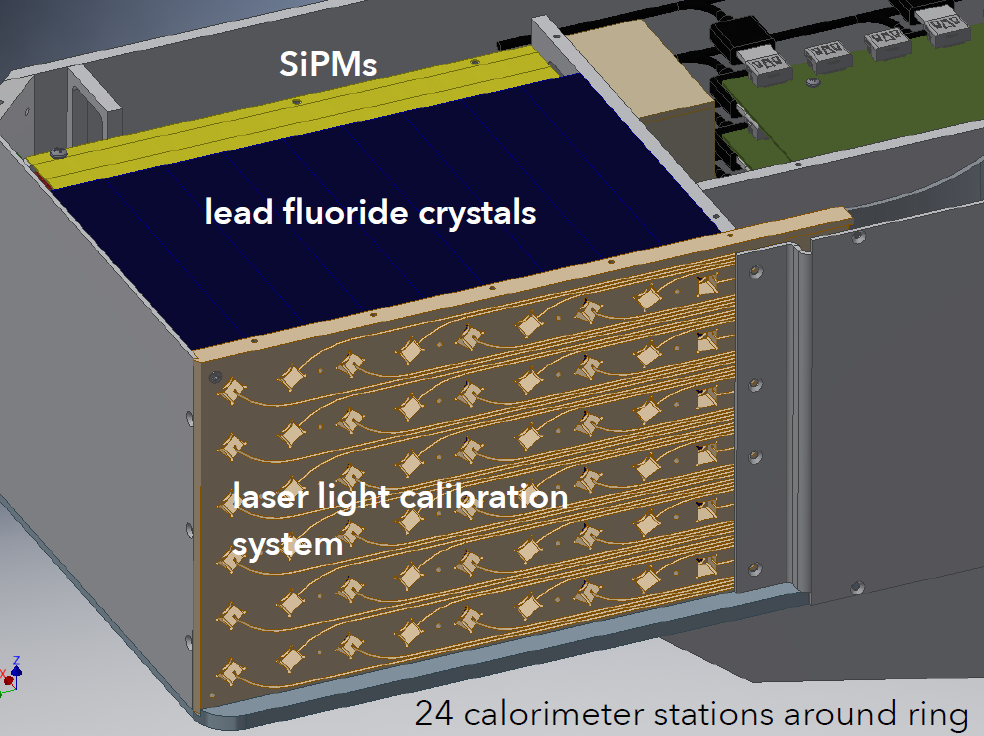 SiPMs
lead fluoride crystals
laser light calibration
system
Z
X
24 calorimeter stations around ring